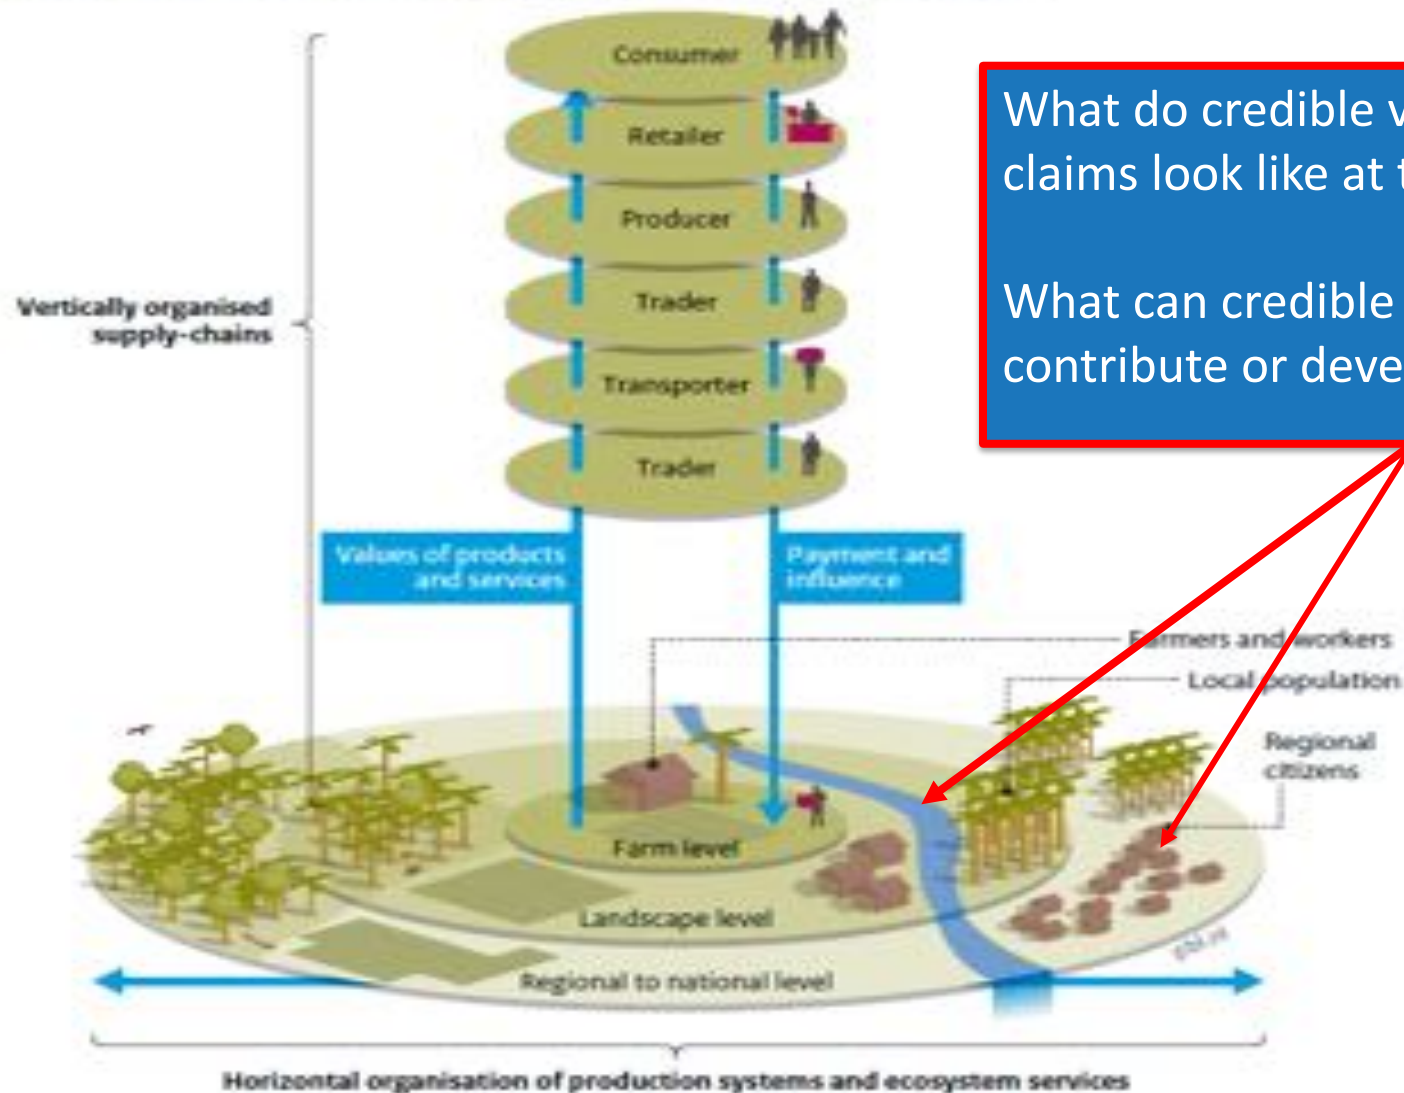 Consumer
Retailer
Producer
Trader
Transporter
Trader
What do credible
claims look like at
What can credible
contribute or
Vertically organised
supply-chains
Values of products
and services
Payment and
influence
Farmers and workers
Local population
Regional
citizens
Farm level
Landscape level
Regional to national level
pbl.nl
Horizontal organisation of production systems and ecosystem services